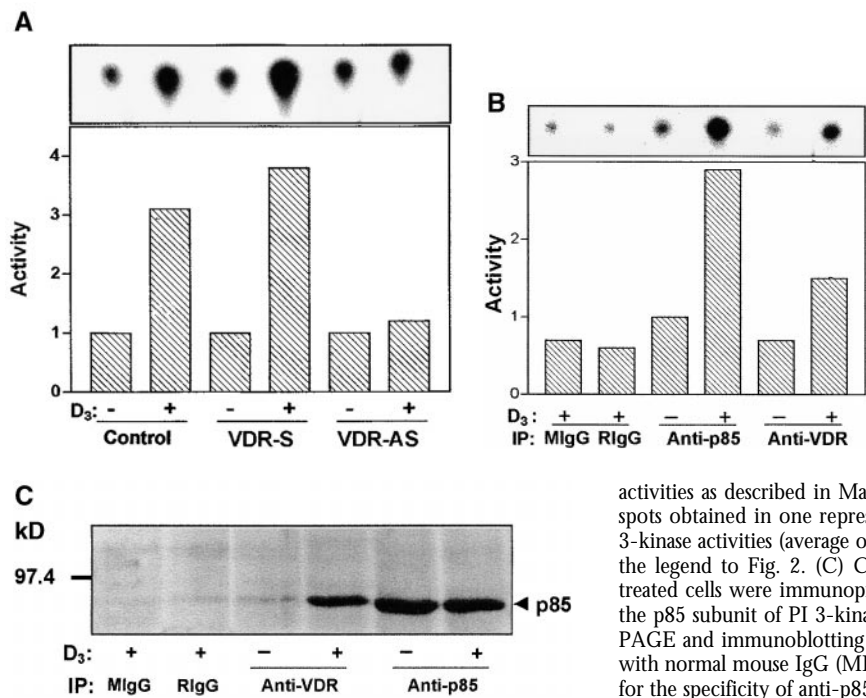 A
4
3
2
1
0
Activity
D3: - + - + - +
Control VDR-S VDR-AS
B
3
2
1
0
Activity
D3: + + − + − +
IP: MIgG RIgG Anti-p85 Anti-VDR
C
kD
97.4
p85
D3: + + − + − +
IP: MIgG RIgG Anti-VDR Anti-p85
activities as described in Ma
spots obtained in one repres
3-kinase activities (average o
the legend to Fig. 2. (C) C
treated cells were immunop
the p85 subunit of PI 3-kina
PAGE and immunoblotting
with normal mouse IgG (MI
for the specificity of anti-p85